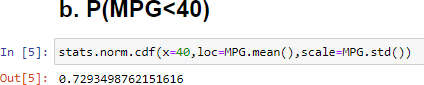 b. P(MPG<40)
In [5]: stats.norm.cdf(x=40,loc=MPG.mean(),scale=MPG.std())
Out[5]: 0.7293498762151616